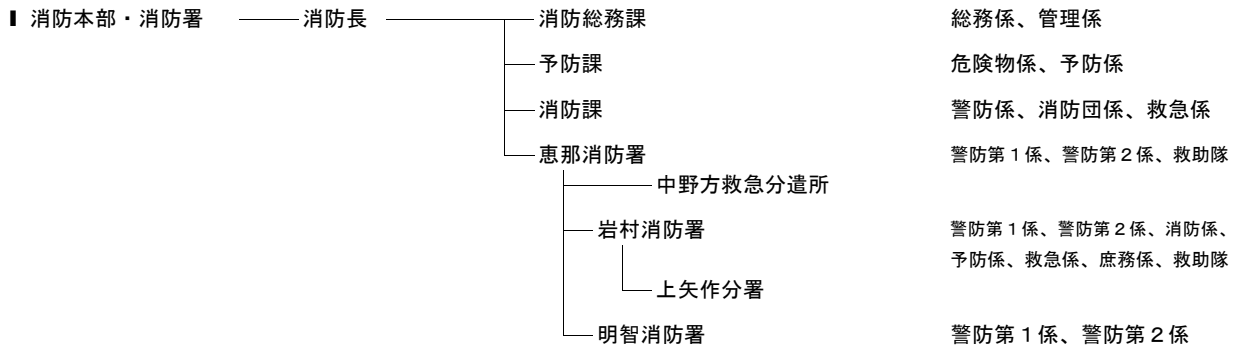 消防本部・消防署 消防長 消防総務課 総務係、管理係
予防課 危険物係、予防係
消防課 警防係、消防団係、救急係
恵那消防署 警防第1係、警防第2係、救助隊
中野方救急分遣所
岩村消防署 警防第1係、警防第2係、消防係、
予防係、救急係、庶務係、救助隊
上矢作分署
明智消防署 警防第1係、警防第2係